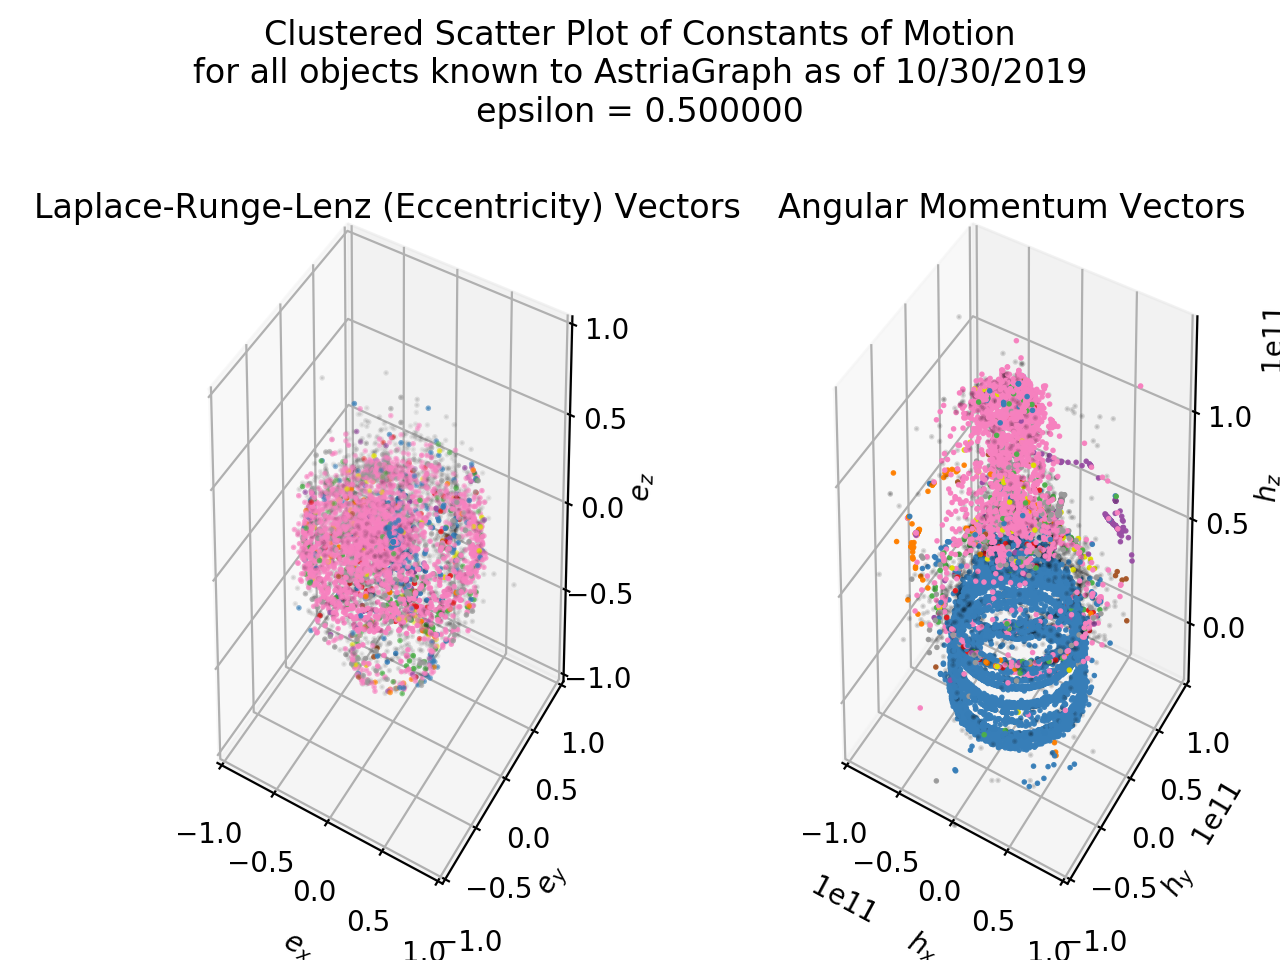 Clustered Scatter Plot of Constants of Motion
for all objects known to AstriaGraph as of 10/30/2019
epsilon = 0.500000
Laplace-Runge-Lenz (Eccentricity) Vectors
1.0
0.5
0.0
−0.5
−1.0
e_z
1.0
0.5
0.0
−0.5
−1.0
e_y
−1.0
−0.5
0.0
0.5
1.0
e_x
Angular Momentum Vectors
1e11
1.0
0.5
0.0
h_z
1.0
0.5
0.0
−0.5
−1.0
1e11
h_y
−1.0
−0.5
0.0
0.5
1.0
1e11
h_x